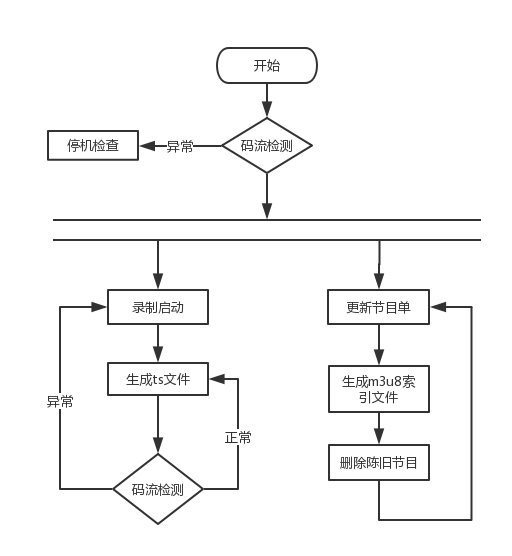 开始
码流检测
异常
停机检查
录制启动
更新节目单
生成ts文件
生成m3u8索
引文件
异常
正常
删除陈旧节目
码流检测